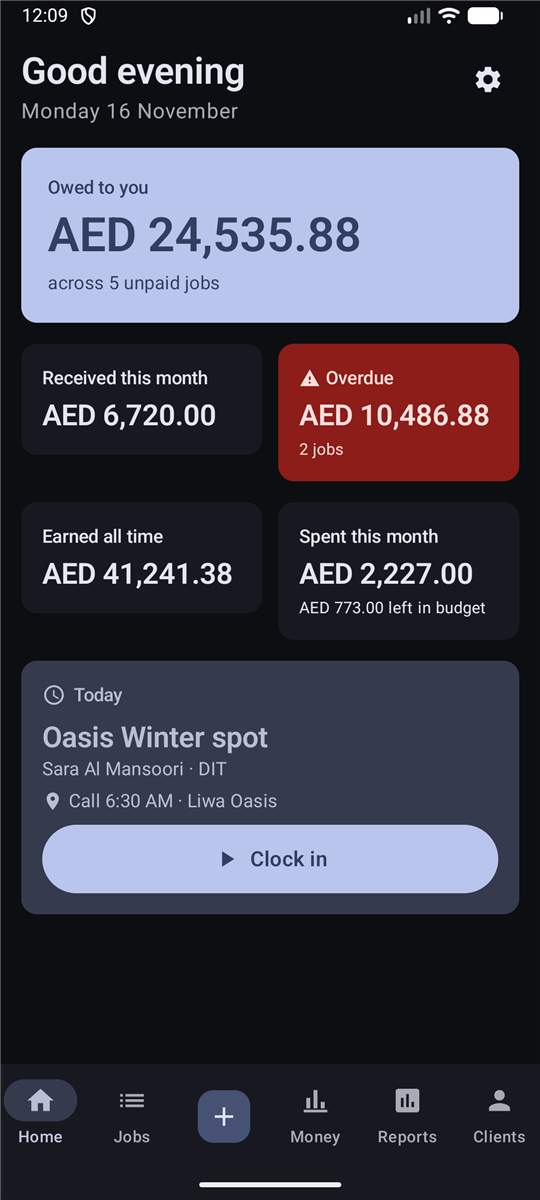 12:09
Good evening
Monday 16 November
Owed to you
AED 24,535.88
across 5 unpaid jobs
Received this month
AED 6,720.00
Overdue
AED 10,486.88
2 jobs
Earned all time
AED 41,241.38
Spent this month
AED 2,227.00
AED 773.00 left in budget
Today
Oasis Winter spot
Sara Al Mansoori · DIT
Call 6:30 AM · Liwa Oasis
Clock in
Home
Jobs
Money
Reports
Clients